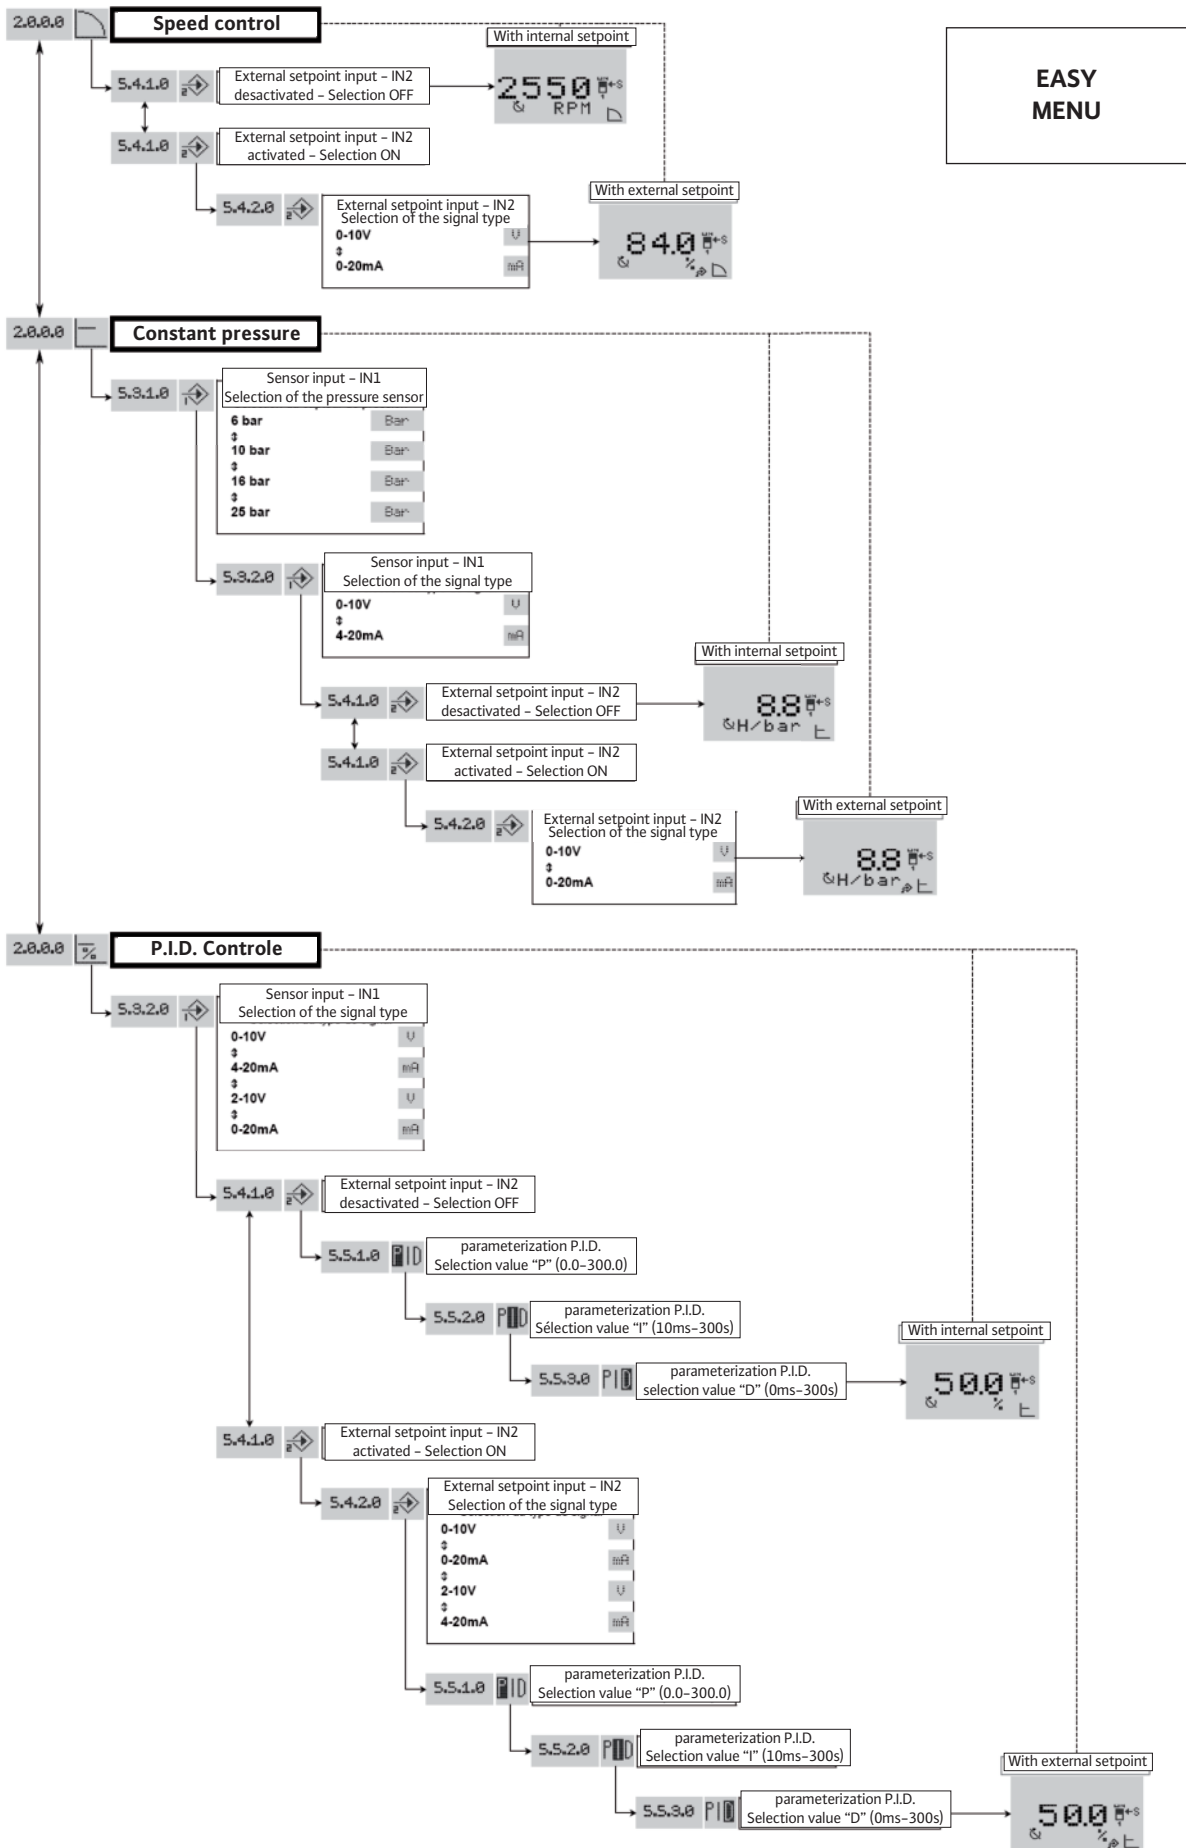 2.0.0.0 Speed control
EASY
MENU
With internal setpoint
5.4.1.0 2 External setpoint input – IN2
desactivated – Selection OFF
2550 ←S
RPM
5.4.1.0 2 External setpoint input – IN2
activated – Selection ON
With external setpoint
5.4.2.0 2 External setpoint input – IN2
Selection of the signal type
0-10V V
0-20mA mA
84.0 ←S
%
2.0.0.0 Constant pressure
5.3.1.0 1 Sensor input – IN1
Selection of the pressure sensor
6 bar Bar
10 bar Bar
16 bar Bar
25 bar Bar
5.3.2.0 1 Sensor input – IN1
Selection of the signal type
0-10V V
4-20mA mA
With internal setpoint
5.4.1.0 2 External setpoint input – IN2
desactivated – Selection OFF
8.8 ←S
H/bar
5.4.1.0 2 External setpoint input – IN2
activated – Selection ON
With external setpoint
5.4.2.0 2 External setpoint input – IN2
Selection of the signal type
0-10V V
0-20mA mA
8.8 ←S
H/bar
2.0.0.0 % P.I.D. Controle
5.3.2.0 1 Sensor input – IN1
Selection of the signal type
0-10V V
4-20mA mA
2-10V V
0-20mA mA
5.4.1.0 2 External setpoint input – IN2
desactivated – Selection OFF
5.5.1.0 PID parameterization P.I.D.
Selection value “P” (0.0–300.0)
5.5.2.0 PID parameterization P.I.D.
Sélection value “I” (10ms–300s)
With internal setpoint
5.5.3.0 PID parameterization P.I.D.
selection value “D” (0ms–300s)
50.0 ←S
%
5.4.1.0 2 External setpoint input – IN2
activated – Selection ON
5.4.2.0 2 External setpoint input – IN2
Selection of the signal type
0-10V V
0-20mA mA
2-10V V
4-20mA mA
5.5.1.0 PID parameterization P.I.D.
Selection value “P” (0.0–300.0)
5.5.2.0 PID parameterization P.I.D.
Selection value “I” (10ms–300s)
With external setpoint
5.5.3.0 PID parameterization P.I.D.
Selection value “D” (0ms–300s)
50.0 ←S
%